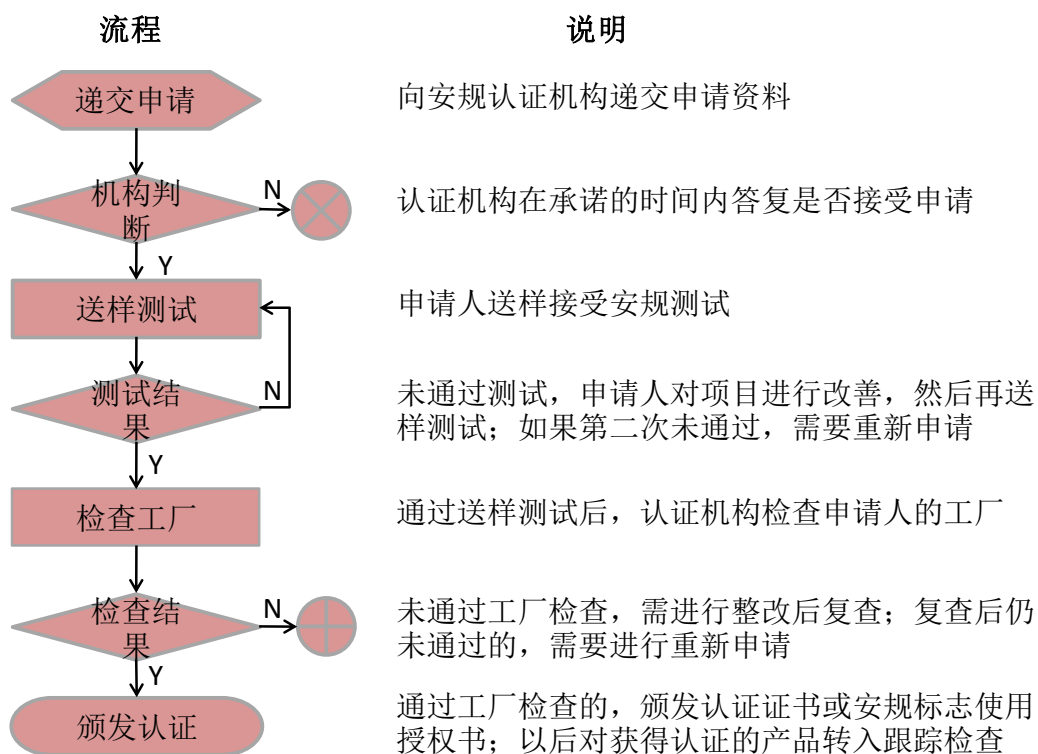 流程
说明
递交申请
向安规认证机构递交申请资料
机构判
断
N
认证机构在承诺的时间内答复是否接受申请
Y
送样测试
申请人送样接受安规测试
测试结
果
N
未通过测试，申请人对项目进行改善，然后再送
样测试；如果第二次未通过，需要重新申请
Y
检查工厂
通过送样测试后，认证机构检查申请人的工厂
检查结
果
N
未通过工厂检查，需进行整改后复查；复查后仍
未通过的，需要进行重新申请
Y
颁发认证
通过工厂检查的，颁发认证证书或安规标志使用
授权书；以后对获得认证的产品转入跟踪检查